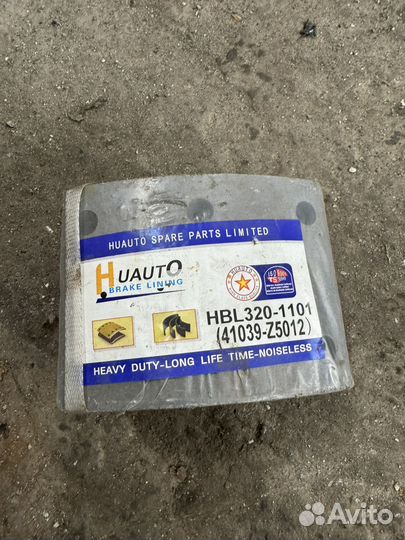 HUAUTO SPARE PARTS LIMITED
HUAUTO
BRAKE LINING
HBL320-1101
(41039-Z5012)
HEAVY DUTY-LONG LIFE TIME-NOISELESS
Avito